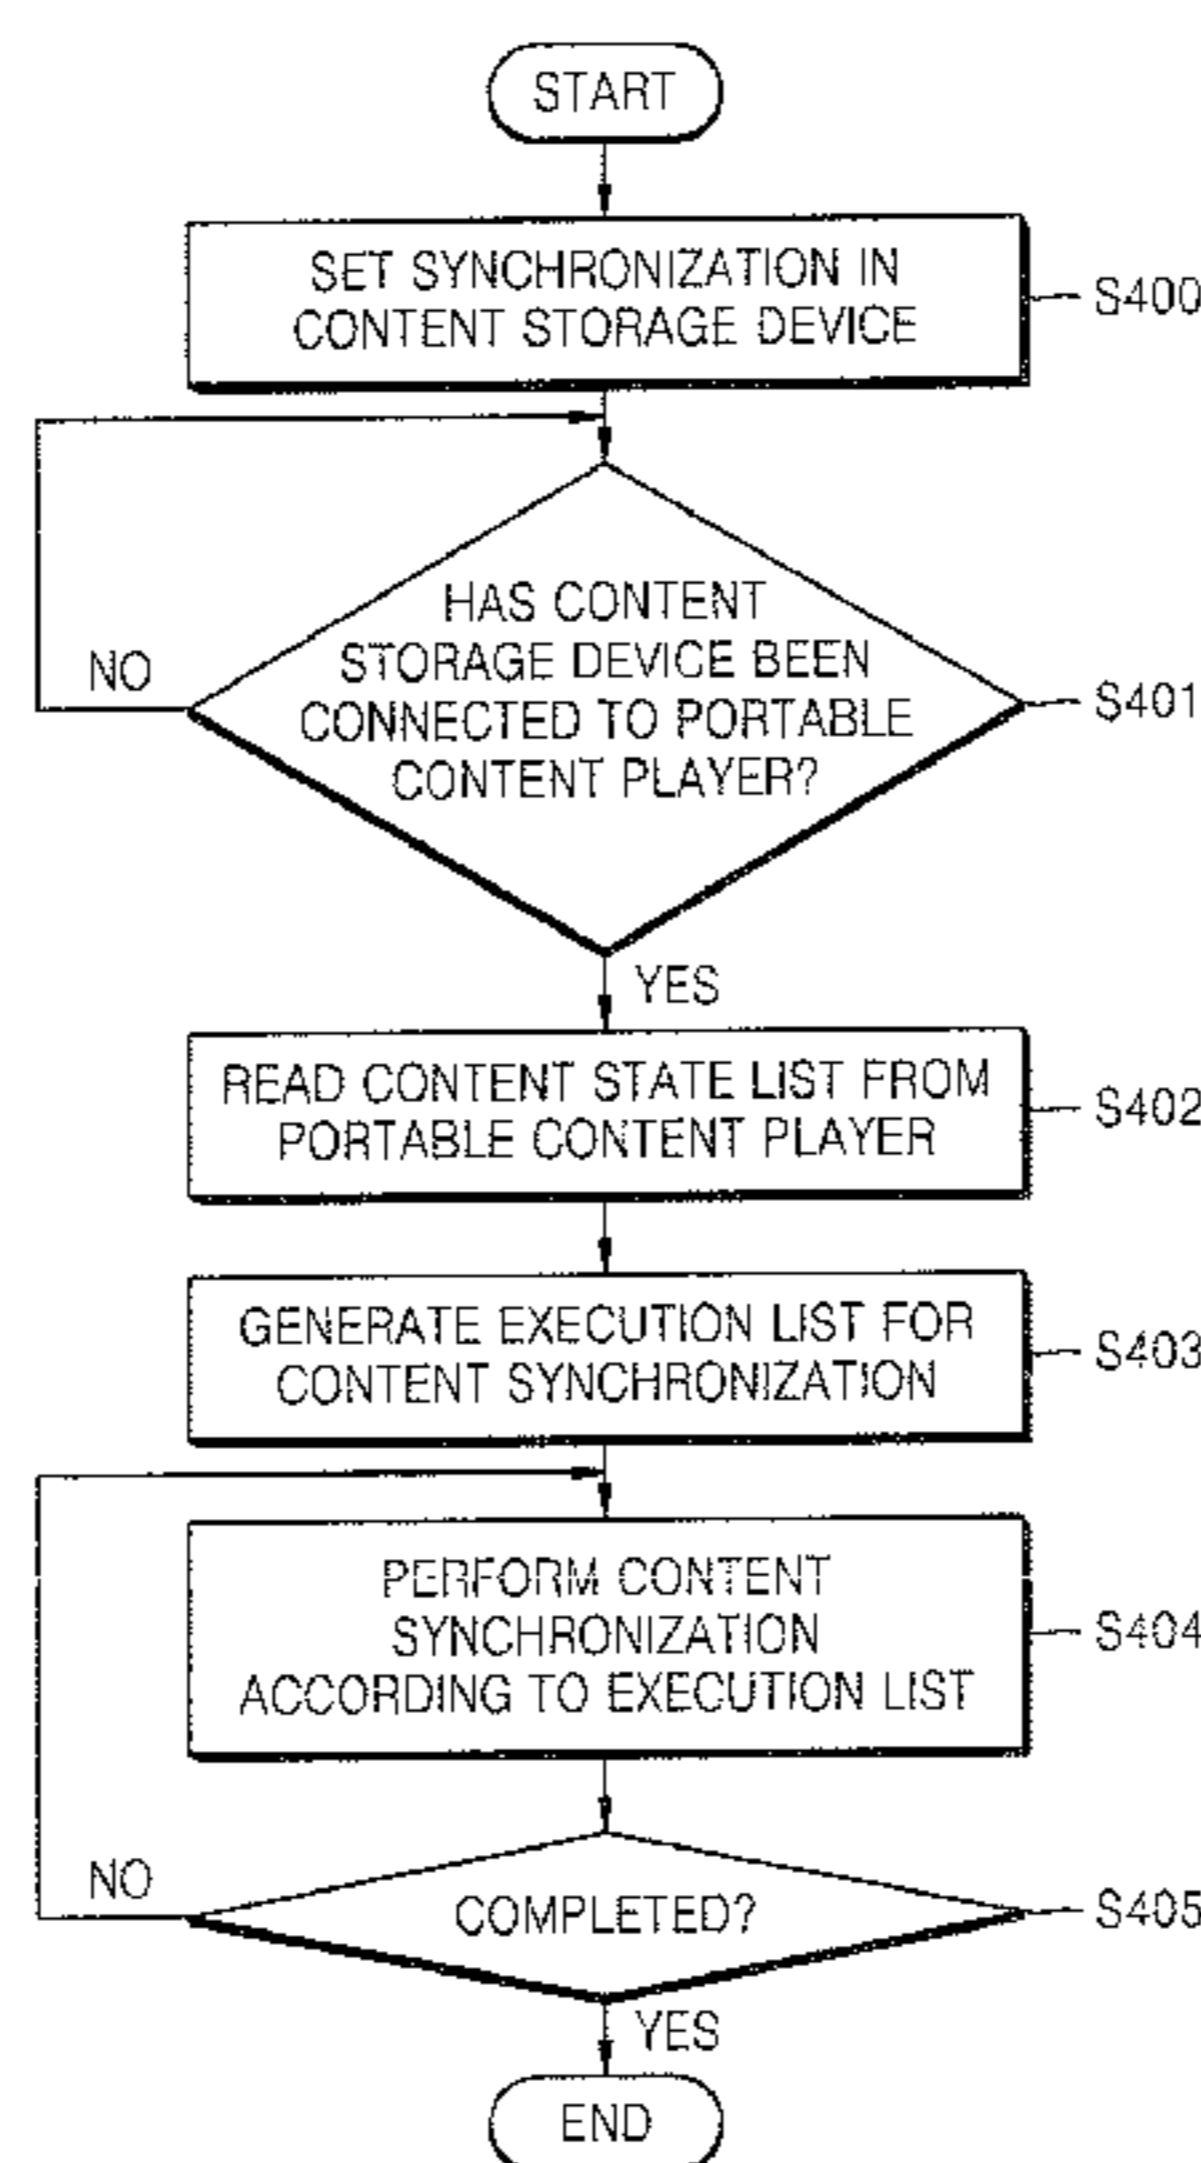 START
SET SYNCHRONIZATION IN
CONTENT STORAGE DEVICE
S400
HAS CONTENT
STORAGE DEVICE BEEN
CONNECTED TO PORTABLE
CONTENT PLAYER?
S401
NO
YES
READ CONTENT STATE LIST FROM
PORTABLE CONTENT PLAYER
S402
GENERATE EXECUTION LIST FOR
CONTENT SYNCHRONIZATION
S403
PERFORM CONTENT
SYNCHRONIZATION
ACCORDING TO EXECUTION LIST
S404
NO
COMPLETED?
S405
YES
END